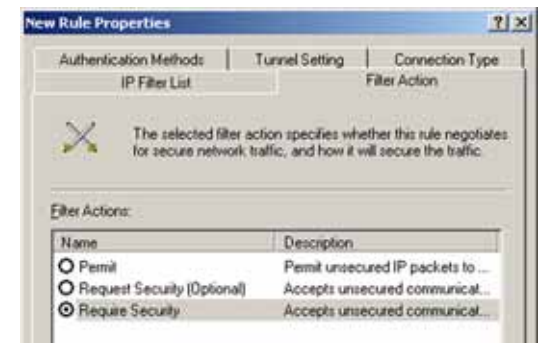 New Rule Properties
Authentication Methods Tunnel Setting Connection Type
IP Filter List Filter Action
The selected filter action specifies whether this rule negotiates
for secure network traffic, and how it will secure the traffic.
Filter Actions:
Name Description
Permit Permit unsecured IP packets to ...
Request Security (Optional) Accepts unsecured communicat...
Require Security Accepts unsecured communicat...